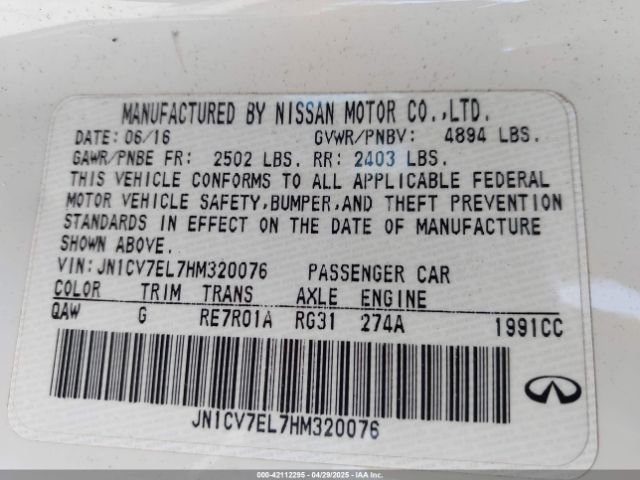 MANUFACTURED BY NISSAN MOTOR CO.,LTD.
DATE: 06/16 GVWR/PNBV: 4894 LBS.
GAWR/PNBE FR: 2502 LBS. RR: 2403 LBS.
THIS VEHICLE CONFORMS TO ALL APPLICABLE FEDERAL
MOTOR VEHICLE SAFETY,BUMPER,AND THEFT PREVENTION
STANDARDS IN EFFECT ON THE DATE OF MANUFACTURE
SHOWN ABOVE.
VIN:JN1CV7EL7HM320076 PASSENGER CAR
COLOR TRIM TRANS AXLE ENGINE
QAW G RE7R01A RG31 274A 1991CC
JN1CV7EL7HM320076
000-42112295 - 04/29/2025 - Copart, Inc.